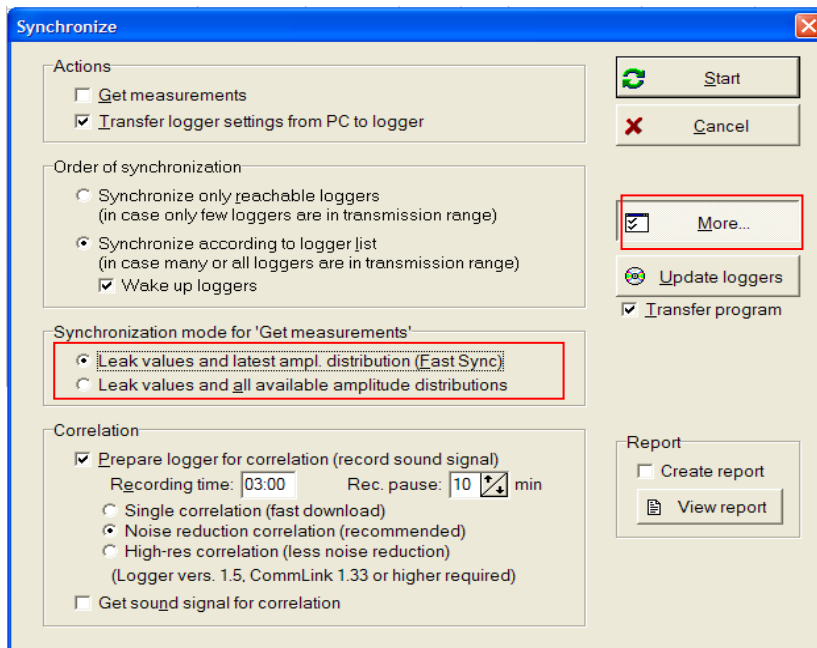 Synchronize
Actions
Get measurements
Transfer logger settings from PC to logger
Order of synchronization
Synchronize only reachable loggers
(in case only few loggers are in transmission range)
Synchronize according to logger list
(in case many or all loggers are in transmission range)
Wake up loggers
Synchronization mode for 'Get measurements'
Leak values and latest ampl. distribution (Fast Sync)
Leak values and all available amplitude distributions
Correlation
Prepare logger for correlation (record sound signal)
Recording time: 03:00 Rec. pause: 10 min
Single correlation (fast download)
Noise reduction correlation (recommended)
High-res correlation (less noise reduction)
(Logger vers. 1.5, CommLink 1.33 or higher required)
Get sound signal for correlation
Start
Cancel
More...
Update loggers
Transfer program
Report
Create report
View report